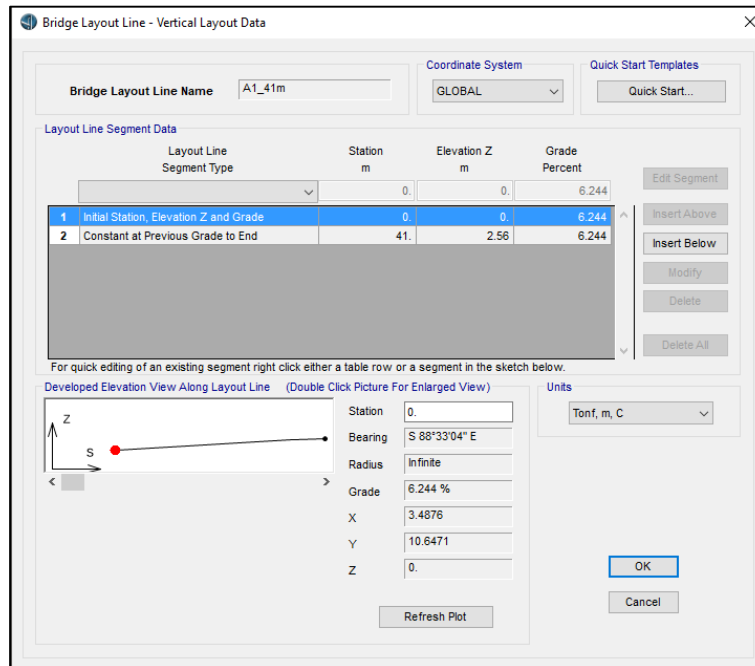 Bridge Layout Line - Vertical Layout Data
Bridge Layout Line Name A1_41m
Coordinate System
GLOBAL
Quick Start Templates
Quick Start...
Layout Line Segment Data
Layout Line Segment Type Station m Elevation Z m Grade Percent
0. 0. 6.244
1 Initial Station, Elevation Z and Grade 0. 0. 6.244
2 Constant at Previous Grade to End 41. 2.56 6.244
Edit Segment
Insert Above
Insert Below
Modify
Delete
Delete All
For quick editing of an existing segment right click either a table row or a segment in the sketch below.
Developed Elevation View Along Layout Line (Double Click Picture For Enlarged View)
Z
S
Station 0.
Bearing S 88°33'04" E
Radius Infinite
Grade 6.244 %
X 3.4876
Y 10.6471
Z 0.
Refresh Plot
Units
Tonf, m, C
OK
Cancel